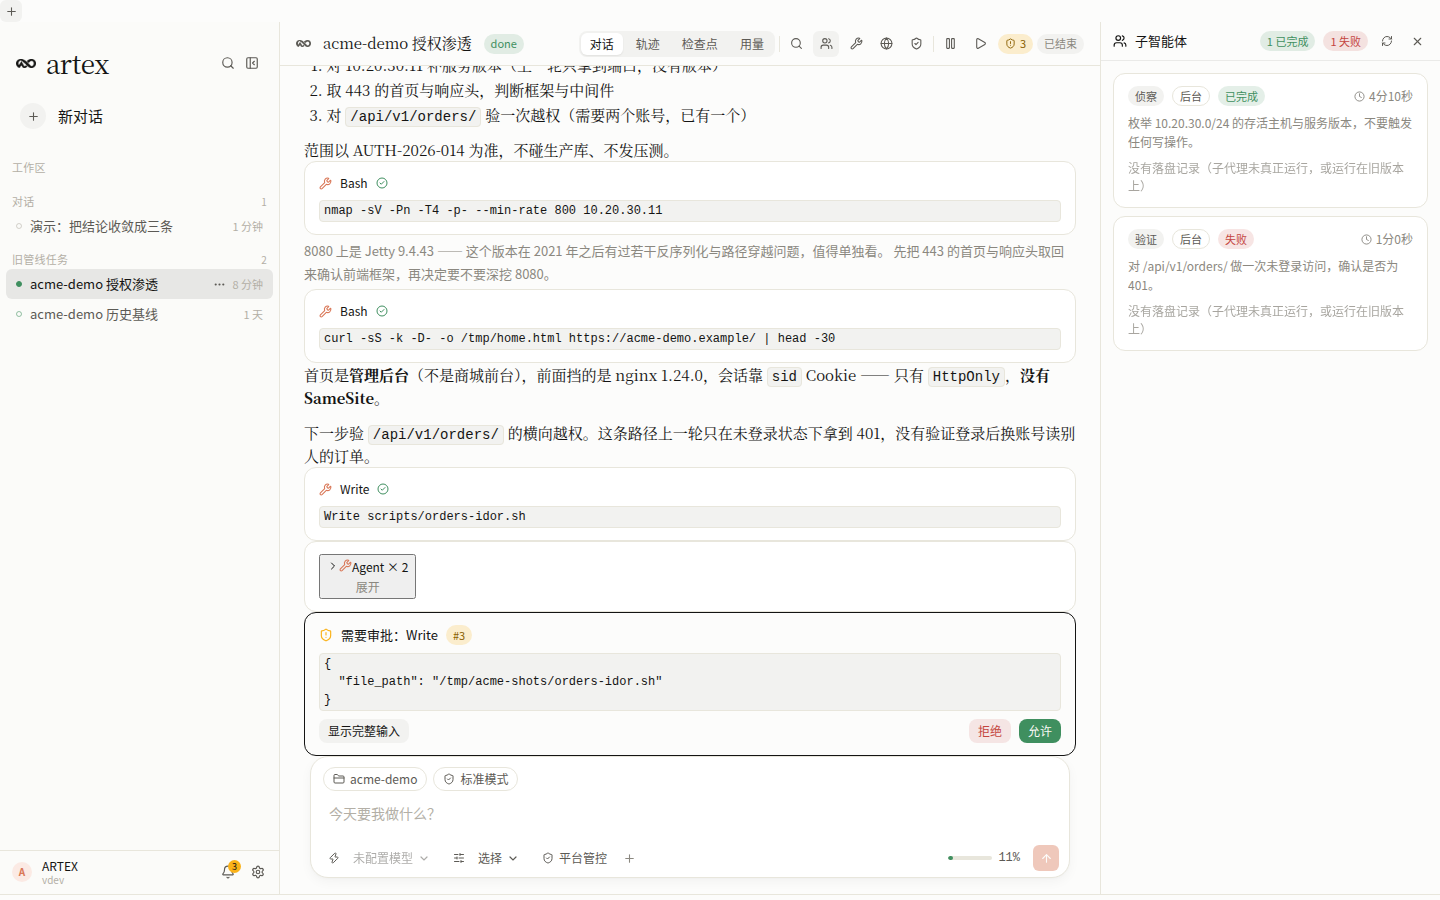 artex
新对话
工作区
对话 1
演示：把结论收敛成三条 1 分钟
旧管线任务 2
acme-demo 授权渗透 ··· 8 分钟
acme-demo 历史基线 1 天
A ARTEX 3
vdev
acme-demo 授权渗透 done 对话 轨迹 检查点 用量 3 已结束
1. 对 10.20.30.11 补服务版本（上一轮只拿到端口，没有版本）
2. 取 443 的首页与响应头，判断框架与中间件
3. 对 /api/v1/orders/ 验一次越权（需要两个账号，已有一个）
范围以 AUTH-2026-014 为准，不碰生产库、不发压测。
Bash
nmap -sV -Pn -T4 -p- --min-rate 800 10.20.30.11
8080 上是 Jetty 9.4.43 —— 这个版本在 2021 年之后有过若干反序列化与路径穿越问题，值得单独看。 先把 443 的首页与响应头取回
来确认前端框架，再决定要不要深挖 8080。
Bash
curl -sS -k -D- -o /tmp/home.html https://acme-demo.example/ | head -30
首页是管理后台（不是商城前台），前面挡的是 nginx 1.24.0，会话靠 sid Cookie —— 只有 HttpOnly，没有
SameSite。
下一步验 /api/v1/orders/ 的横向越权。这条路径上一轮只在未登录状态下拿到 401，没有验证登录后换账号读别
人的订单。
Write
Write scripts/orders-idor.sh
Agent × 2
展开
需要审批：Write #3
{
"file_path": "/tmp/acme-shots/orders-idor.sh"
}
显示完整输入 拒绝 允许
acme-demo 标准模式
今天要我做什么？
未配置模型 选择 平台管控 11%
子智能体 1 已完成 1 失败
侦察 后台 已完成 4分10秒
枚举 10.20.30.0/24 的存活主机与服务版本，不要触发
任何写操作。
没有落盘记录（子代理未真正运行，或运行在旧版本
上）
验证 后台 失败 1分0秒
对 /api/v1/orders/ 做一次未登录访问，确认是否为
401。
没有落盘记录（子代理未真正运行，或运行在旧版本
上）